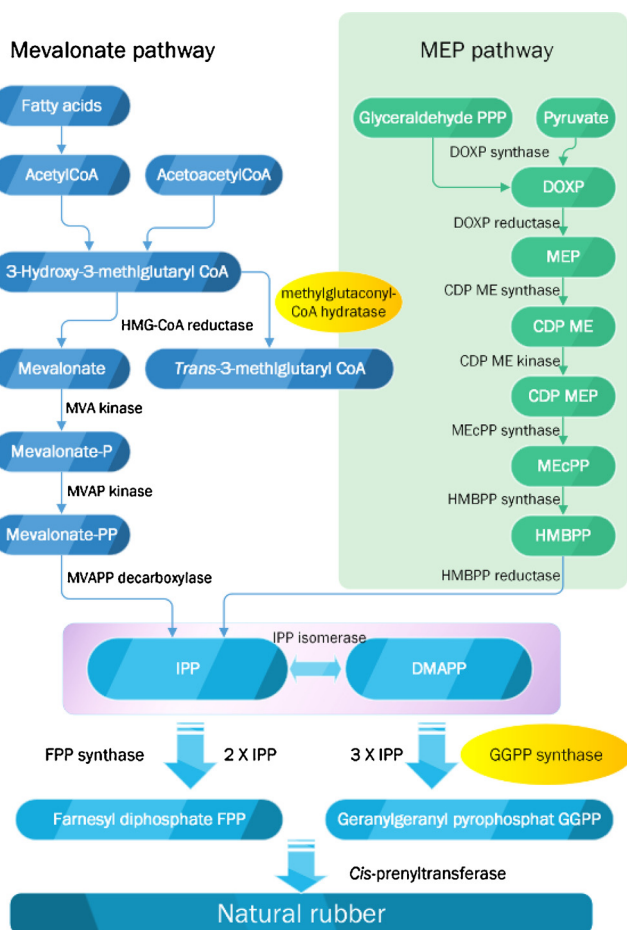 Mevalonate pathway
MEP pathway
Fatty acids
Glyceraldehyde PPP
Pyruvate
DOXP synthase
AcetylCoA
AcetoacetylCoA
DOXP
DOXP reductase
MEP
3-Hydroxy-3-methlglutaryl CoA
methylglutaconyl-
CoA hydratase
CDP ME synthase
HMG-CoA reductase
CDP ME
CDP ME kinase
Mevalonate
Trans-3-methlglutaryl CoA
CDP MEP
MVA kinase
MEcPP synthase
Mevalonate-P
MEcPP
MVAP kinase
HMBPP synthase
Mevalonate-PP
HMBPP
MVAPP decarboxylase
HMBPP reductase
IPP isomerase
IPP
DMAPP
FPP synthase
2 X IPP
3 X IPP
GGPP synthase
Farnesyl diphosphate FPP
Geranylgeranyl pyrophosphat GGPP
Cis-prenyltransferase
Natural rubber